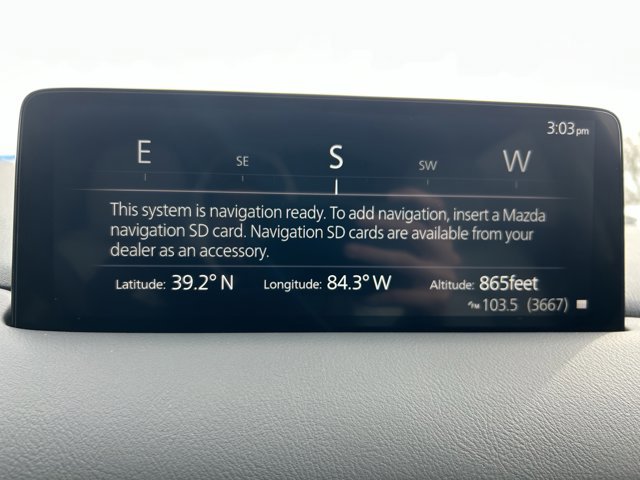 3:03pm
E SE S SW W
This system is navigation ready. To add navigation, insert a Mazda
navigation SD card. Navigation SD cards are available from your
dealer as an accessory.
Latitude: 39.2° N Longitude: 84.3° W Altitude: 865feet
FM 103.5 (3667)